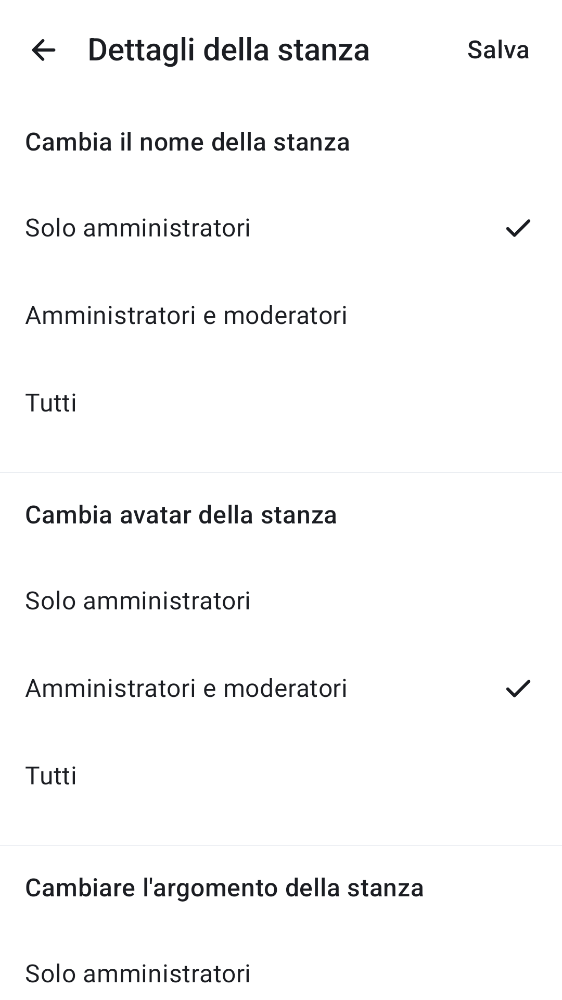 Dettagli della stanza
Salva
Cambia il nome della stanza
Solo amministratori
Amministratori e moderatori
Tutti
Cambia avatar della stanza
Solo amministratori
Amministratori e moderatori
Tutti
Cambiare l'argomento della stanza
Solo amministratori